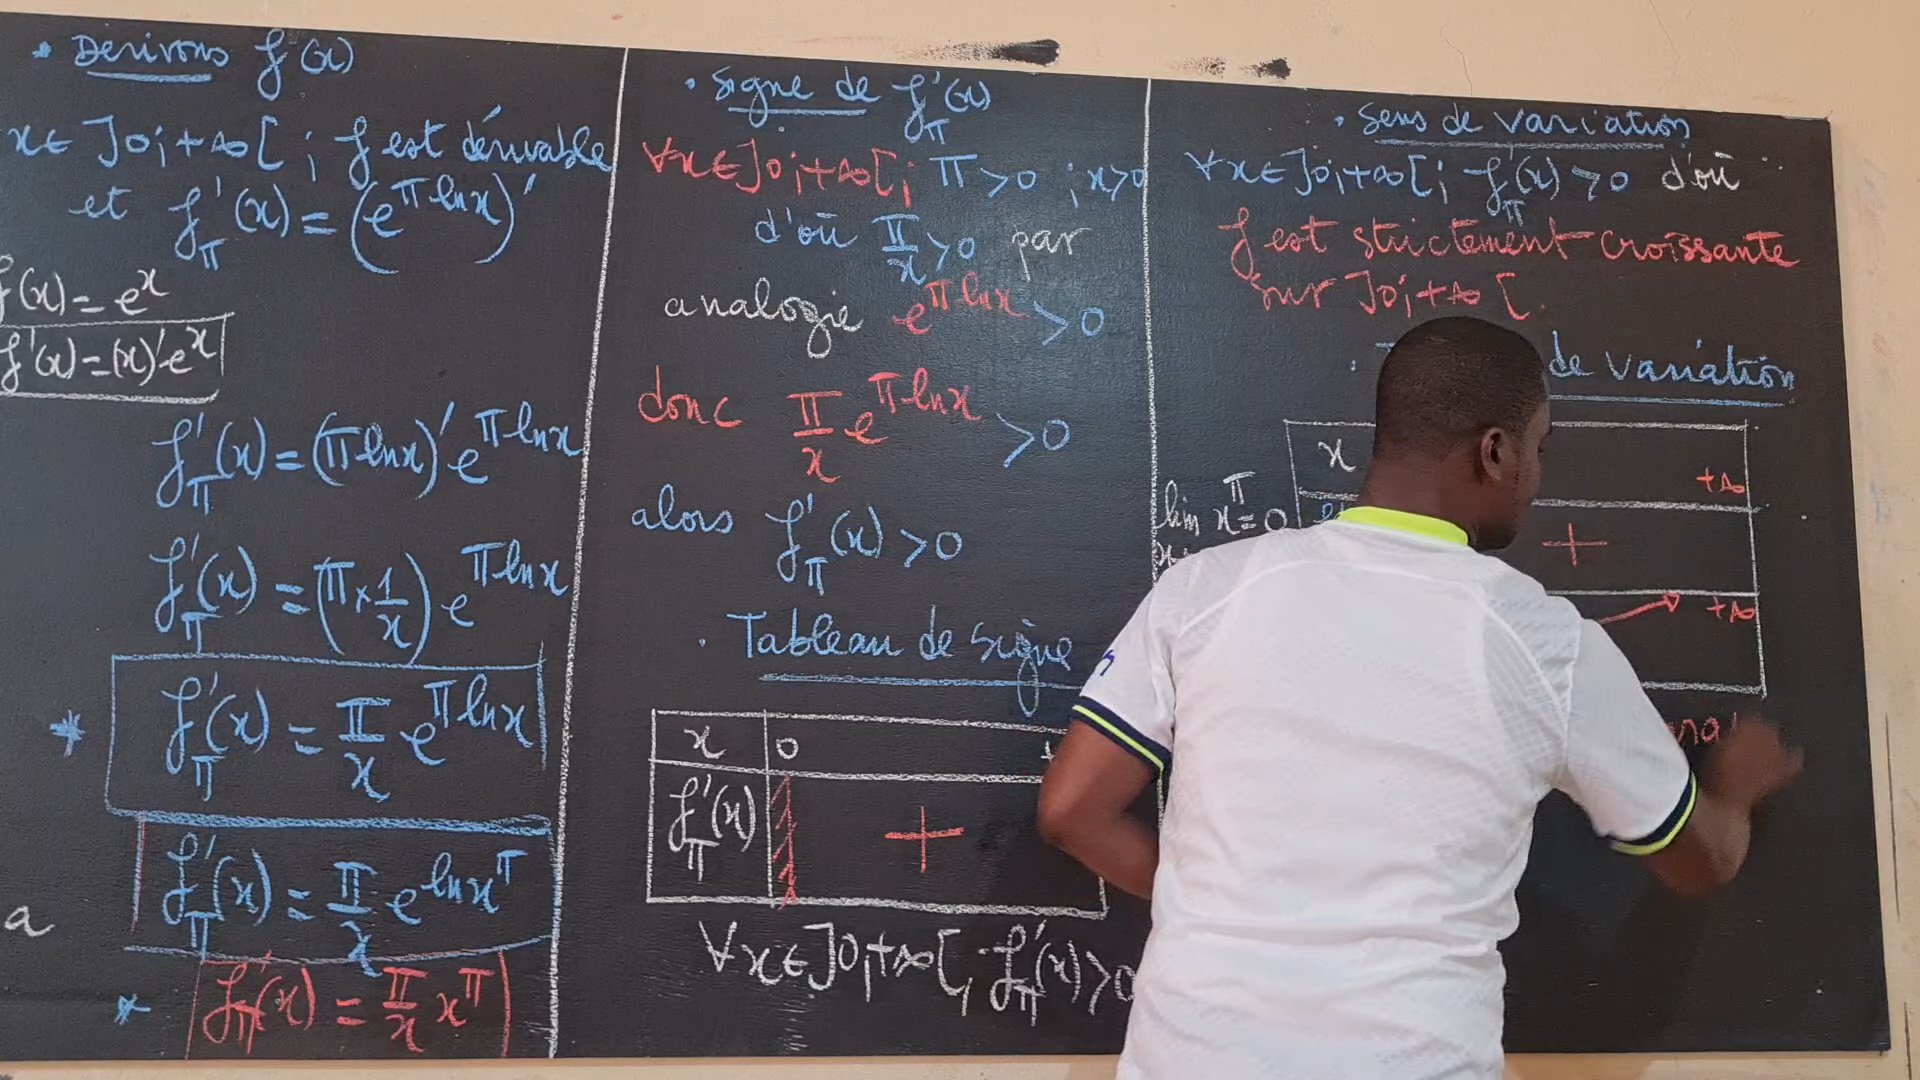 * Derivons f(x)
x∈]0;+∞[ ; f est dérivable
et f'π(x) = (e^{π ln x})'
f(x) = e^x
f'(x) = (x)' e^x
f'π(x) = (π ln x)' e^{π ln x}
f'π(x) = (π × 1/x) e^{π ln x}
* f'π(x) = π/x e^{π ln x}
f'π(x) = π/x e^{ln x^π}
a
* f'π(x) = π/x x^π
• Signe de f'π(x)
∀x∈]0;+∞[; π>0 ; x>0
d'où π/x >0 par
analogie e^{π ln x} >0
donc π/x e^{π ln x} >0
alors f'π(x) >0
• Tableau de signe
x 0 +
f'π(x) +
∀x∈]0;+∞[, f'π(x)>0
• Sens de variation
∀x∈]0;+∞[; f'π(x) >0 d'où
f est strictement croissante
sur ]0;+∞[.
• de variation
x +∞
lim x^π = 0
+
+∞